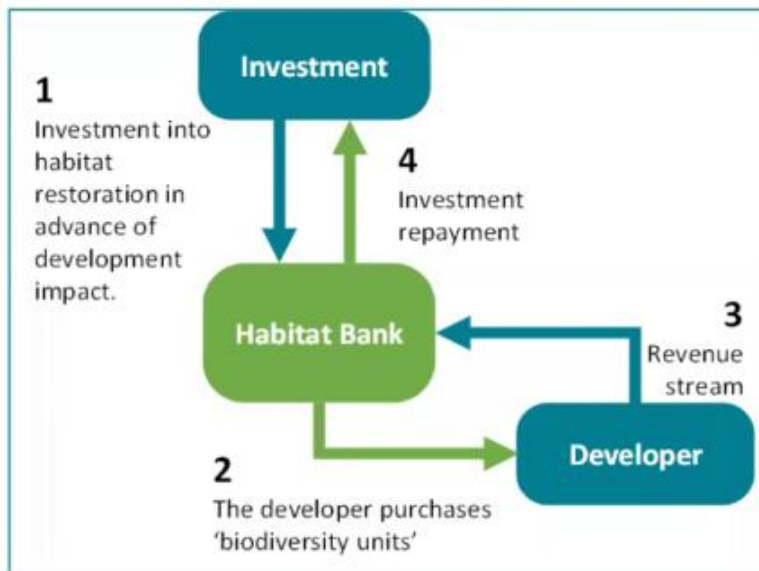 Investment
1
Investment into
habitat
restoration in
advance of
development
impact.
4
Investment
repayment
Habitat Bank
3
Revenue
stream
Developer
2
The developer purchases
‘biodiversity units’